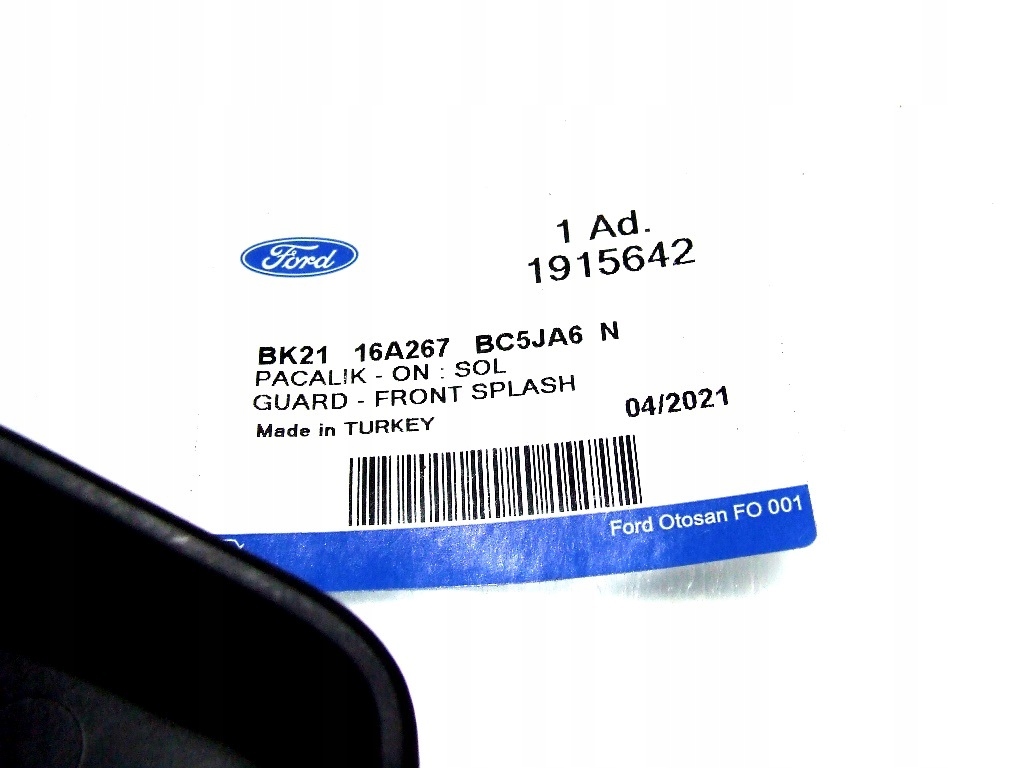 Ford
1 Ad.
1915642
BK21 16A267 BC5JA6 N
PACALIK - ON : SOL
GUARD - FRONT SPLASH
04/2021
Made in TURKEY
Ford Otosan FO 001